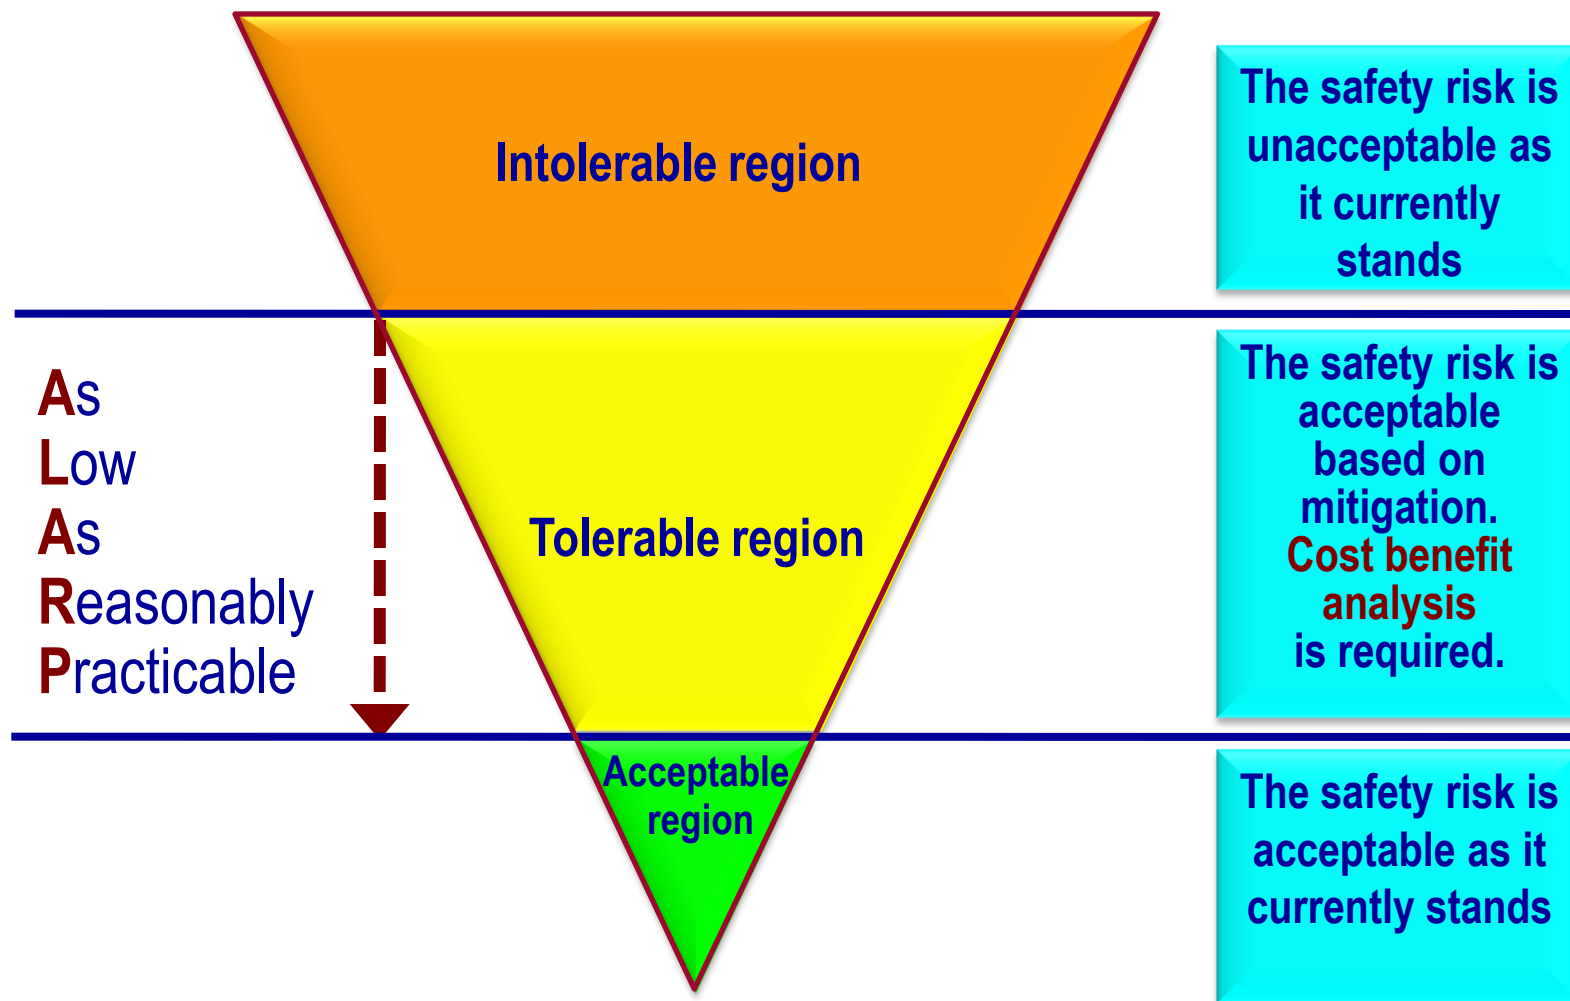 Intolerable region
The safety risk is
unacceptable as
it currently
stands
As
Low
As
Reasonably
Practicable
Tolerable region
The safety risk is
acceptable
based on
mitigation.
Cost benefit
analysis
is required.
Acceptable
region
The safety risk is
acceptable as it
currently stands